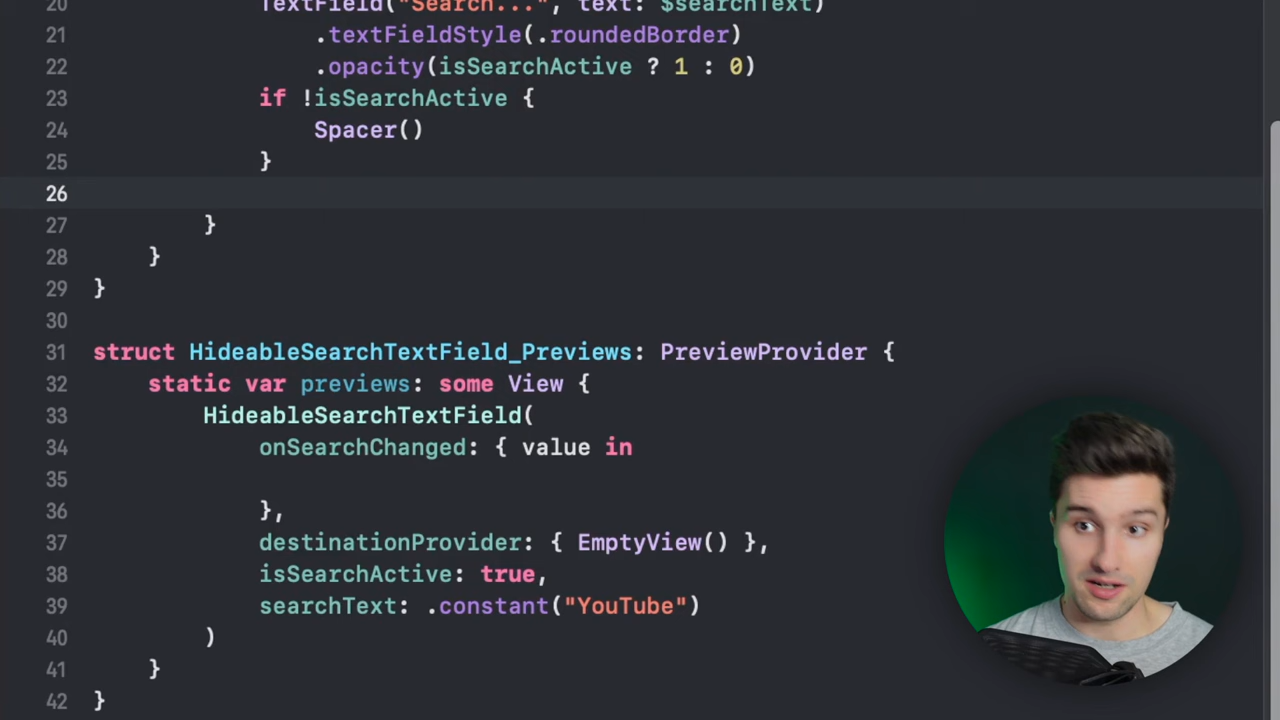 20 TextField("Search...", text: $searchText)
21 .textFieldStyle(.roundedBorder)
22 .opacity(isSearchActive ? 1 : 0)
23 if !isSearchActive {
24 Spacer()
25 }
26
27 }
28 }
29 }
30
31 struct HideableSearchTextField_Previews: PreviewProvider {
32 static var previews: some View {
33 HideableSearchTextField(
34 onSearchChanged: { value in
35
36 },
37 destinationProvider: { EmptyView() },
38 isSearchActive: true,
39 searchText: .constant("YouTube")
40 )
41 }
42 }